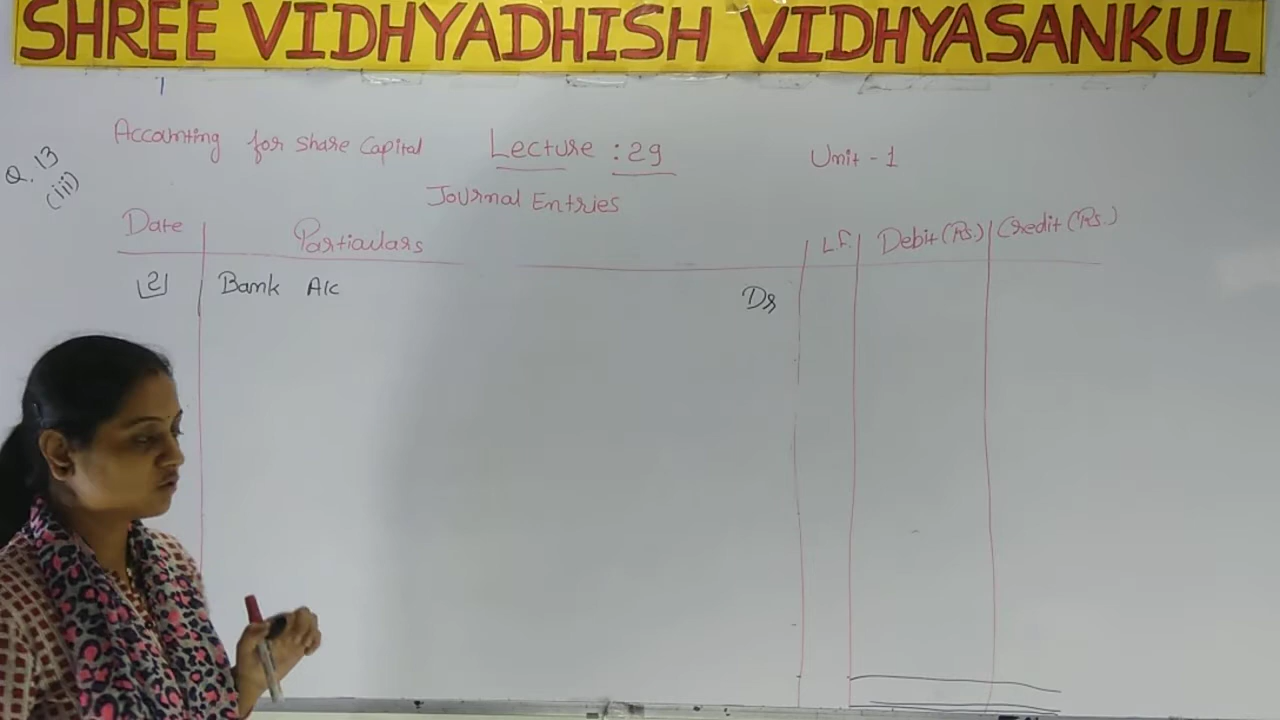 SHREE VIDHYADHISH VIDHYASANKUL
Accounting for share Capital Lecture : 29 Unit - 1
Q. 13
(iii)
Journal Entries
Date Particulars L.F. Debit (Rs.) Credit (Rs.)
2 Bank A/c Dr